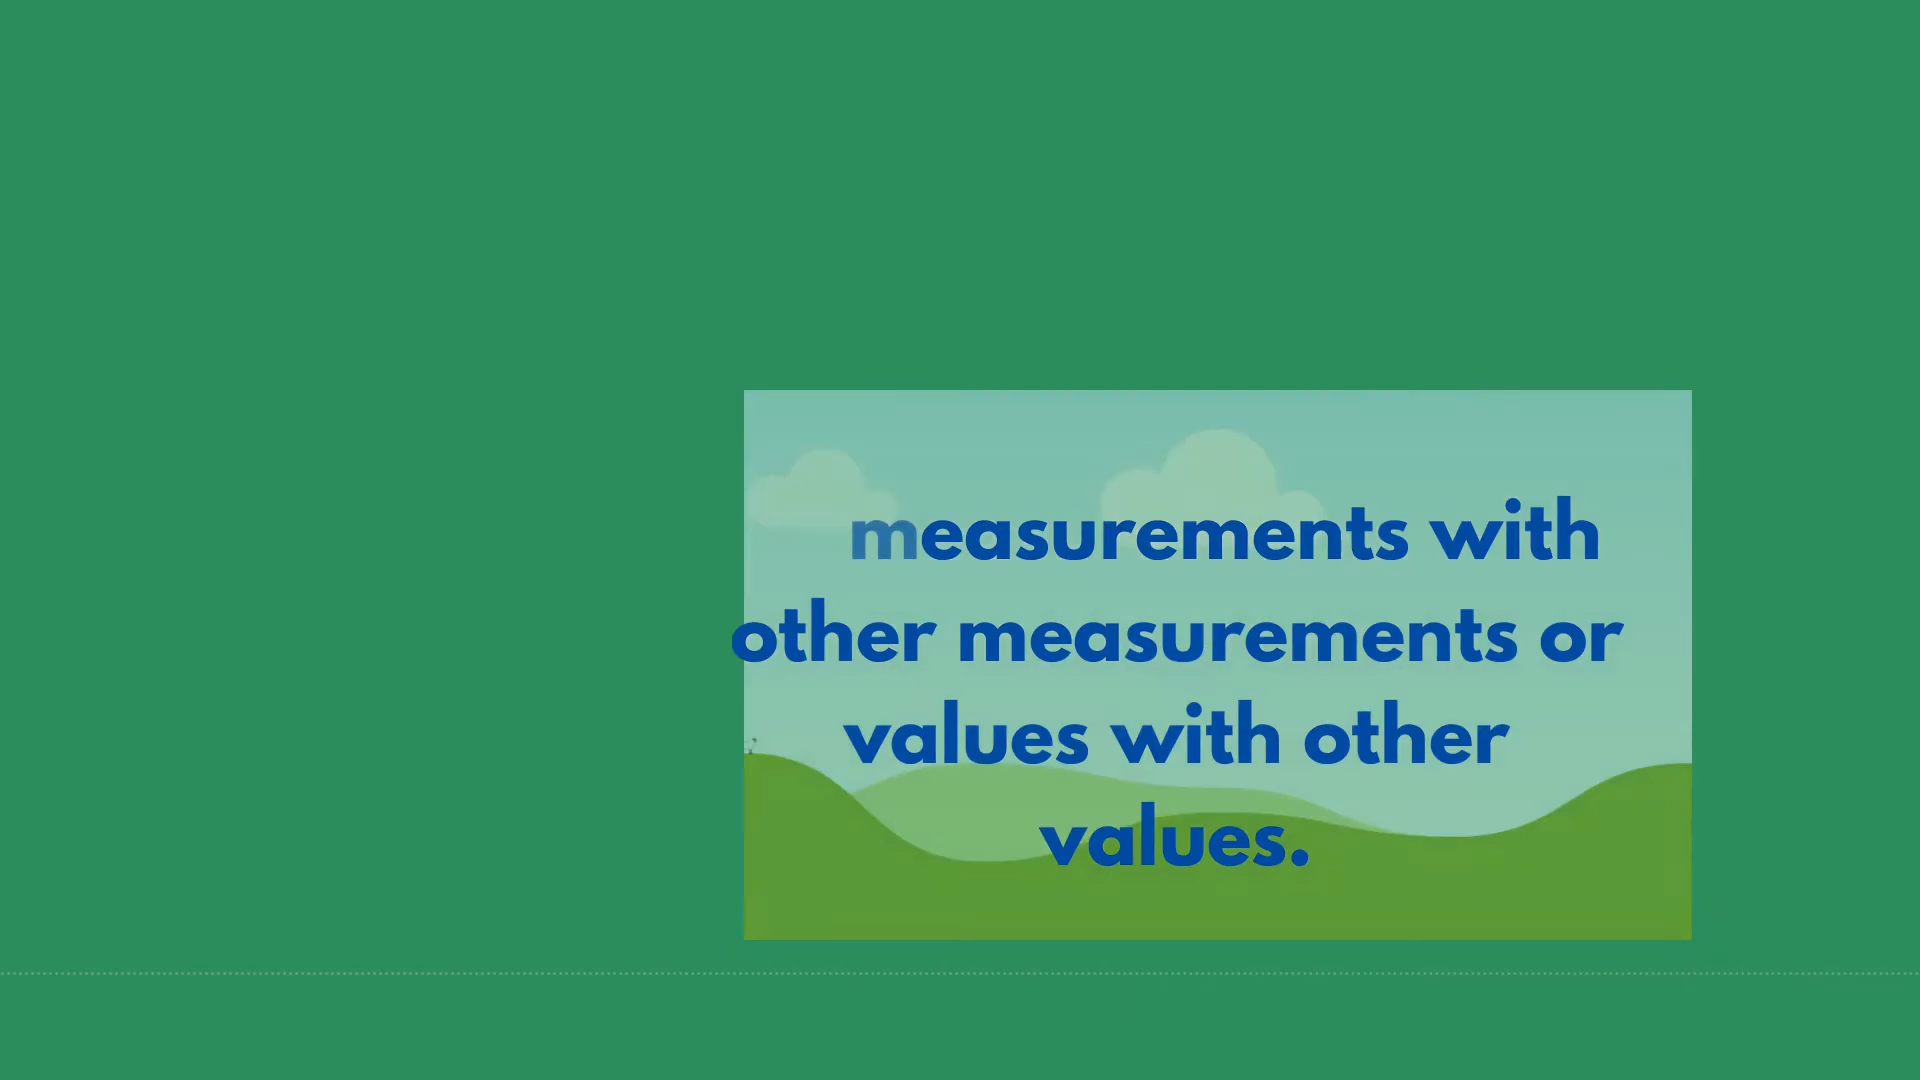 measurements with
other measurements or
values with other
values.